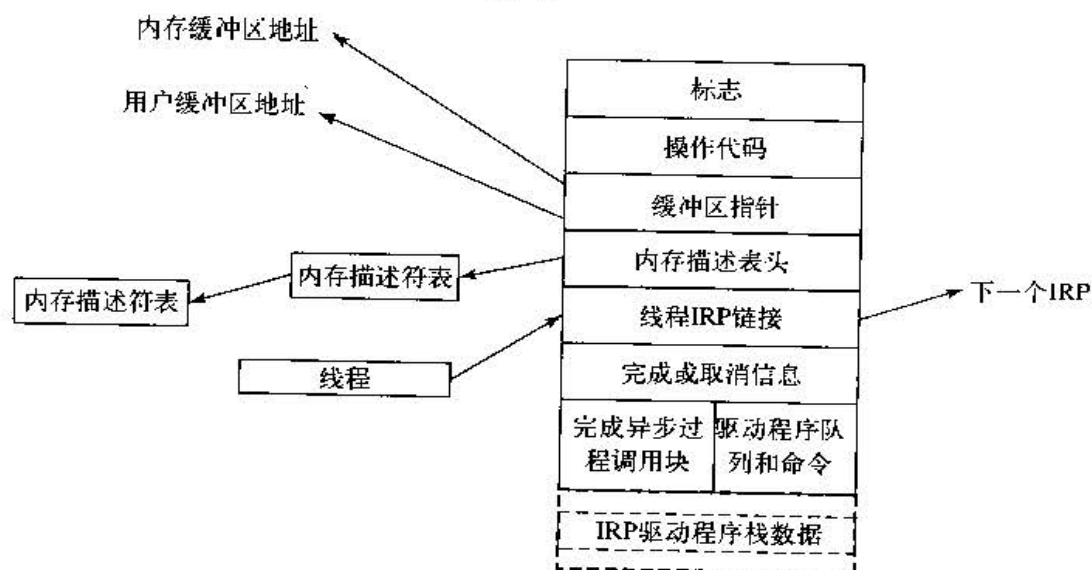 内存缓冲区地址
用户缓冲区地址
标志
操作代码
缓冲区指针
内存描述表头
内存描述符表
内存描述符表
线程IRP链接
下一个IRP
线程
完成或取消信息
完成异步过
程调用块
驱动程序队
列和命令
IRP驱动程序栈数据